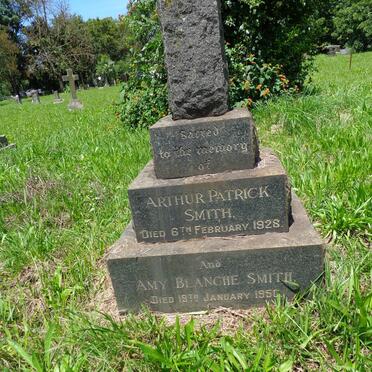 Sacred
to the memory
of
ARTHUR PATRICK
SMITH.
DIED 6TH FEBRUARY 1928
And
AMY BLANCHE SMITH
DIED 19TH JANUARY